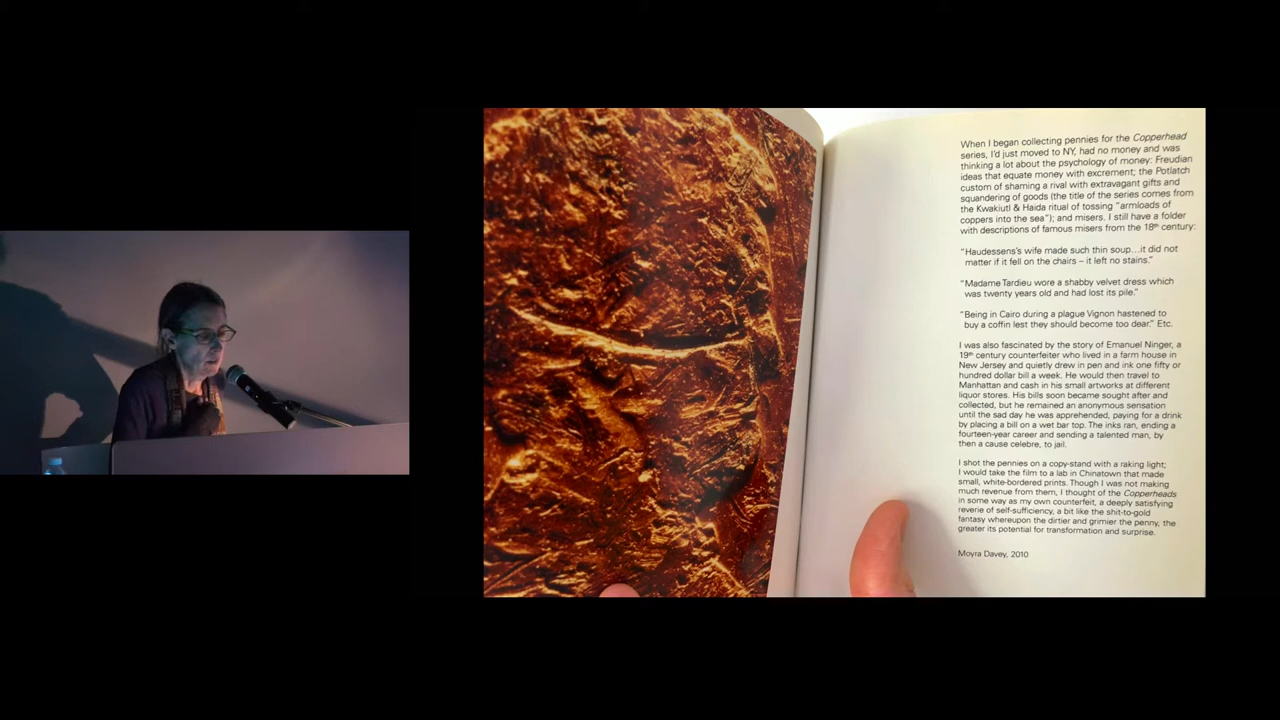 When I began collecting pennies for the Copperhead
series, I'd just moved to NY, had no money and was
thinking a lot about the psychology of money: Freudian
ideas that equate money with excrement; the Potlatch
custom of shaming a rival with extravagant gifts and
squandering of goods (the title of the series comes from
the Kwakiutl & Haida ritual of tossing “armloads of
coppers into the sea”); and misers. I still have a folder
with descriptions of famous misers from the 18th century:
“Haudessens's wife made such thin soup…it did not
matter if it fell on the chairs – it left no stains.”
“Madame Tardieu wore a shabby velvet dress which
was twenty years old and had lost its pile.”
“Being in Cairo during a plague Vignon hastened to
buy a coffin lest they should become too dear.” Etc.
I was also fascinated by the story of Emanuel Ninger, a
19th century counterfeiter who lived in a farm house in
New Jersey and quietly drew in pen and ink one fifty or
hundred dollar bill a week. He would then travel to
Manhattan and cash in his small artworks at different
liquor stores. His bills soon became sought after and
collected, but he remained an anonymous sensation
until the sad day he was apprehended, paying for a drink
by placing a bill on a wet bar top. The inks ran, ending a
fourteen-year career and sending a talented man, by
then a cause celebre, to jail.
I shot the pennies on a copy-stand with a raking light;
I would take the film to a lab in Chinatown that made
small, white-bordered prints. Though I was not making
much revenue from them, I thought of the Copperheads
in some way as my own counterfeit, a deeply satisfying
reverie of self-sufficiency, a bit like the shit-to-gold
fantasy whereupon the dirtier and grimier the penny, the
greater its potential for transformation and surprise.
Moyra Davey, 2010